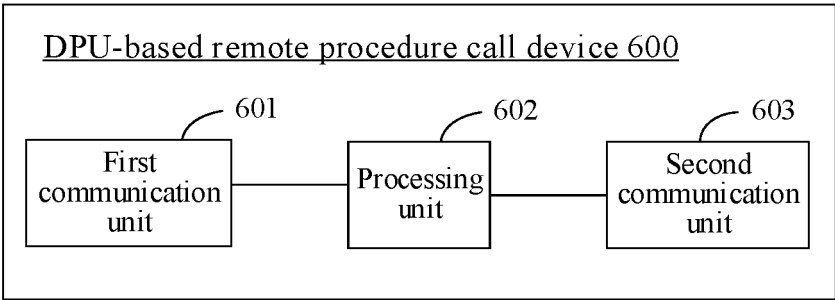 DPU-based remote procedure call device 600
601
602
603
First
communication
unit
Processing
unit
Second
communication
unit